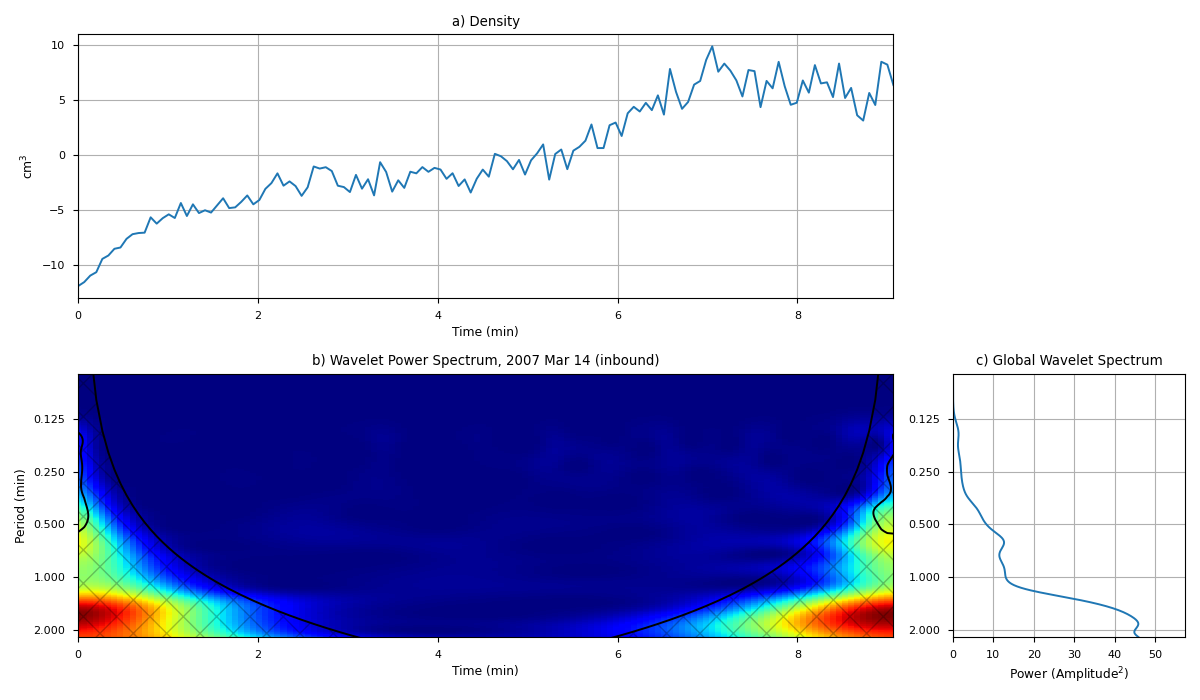 a) Density
10
5
0
−5
−10
cm³
0 2 4 6 8
Time (min)
b) Wavelet Power Spectrum, 2007 Mar 14 (inbound)
0.125
0.250
0.500
1.000
2.000
Period (min)
0 2 4 6 8
Time (min)
c) Global Wavelet Spectrum
0.125
0.250
0.500
1.000
2.000
0 10 20 30 40 50
Power (Amplitude²)